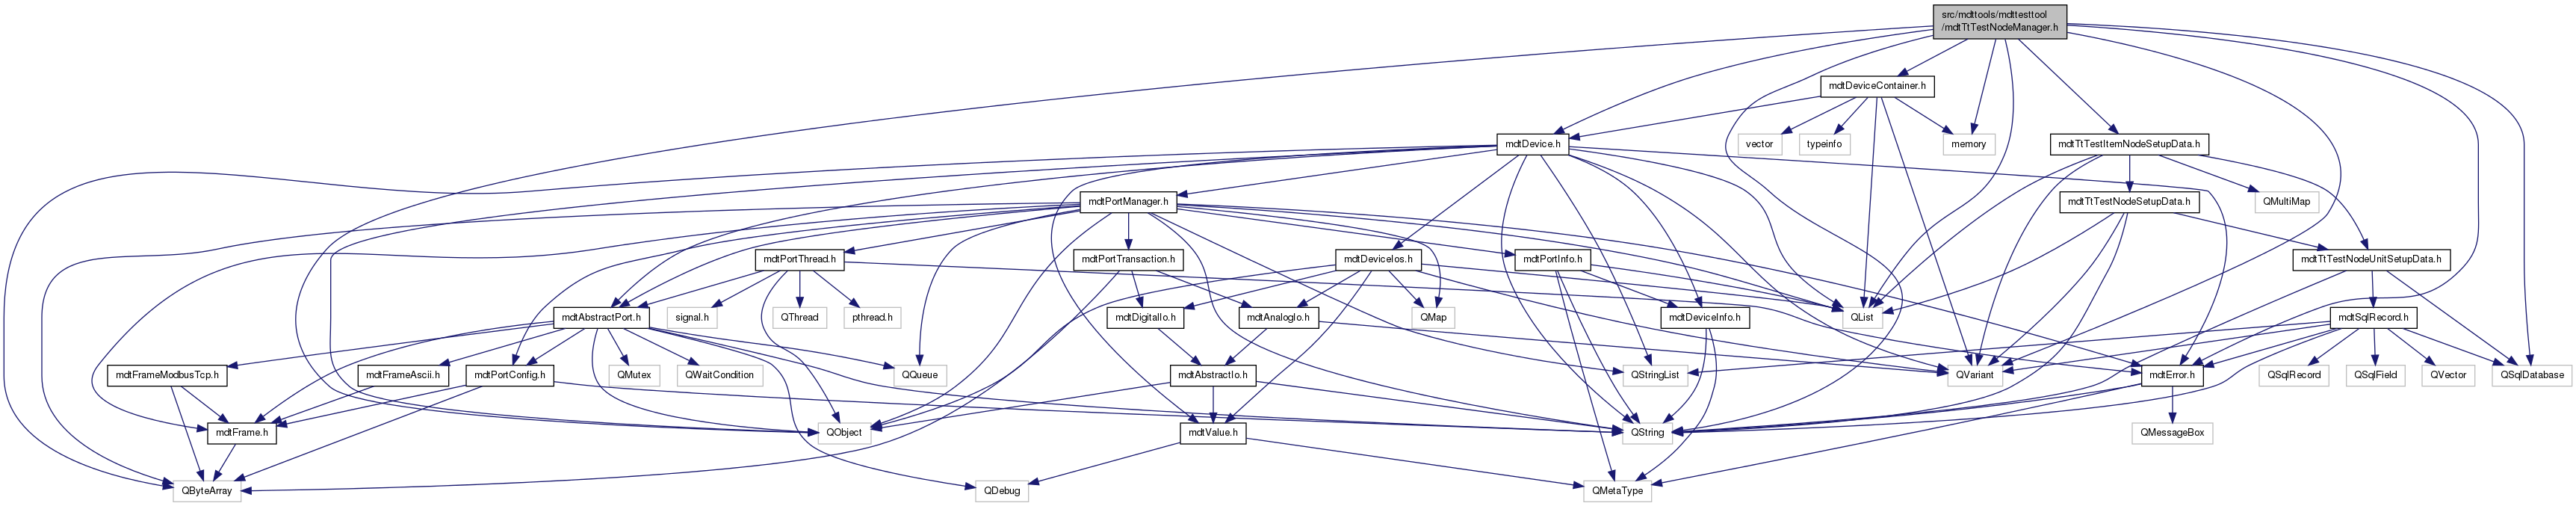 src/mdttools/mdttesttool
/mdtTtTestNodeManager.h
mdtDeviceContainer.h
mdtDevice.h
vector
typeinfo
memory
mdtTtTestItemNodeSetupData.h
mdtPortManager.h
mdtTtTestNodeSetupData.h
QMultiMap
mdtPortThread.h
mdtPortTransaction.h
mdtDeviceIos.h
mdtPortInfo.h
mdtTtTestNodeUnitSetupData.h
mdtAbstractPort.h
signal.h
QThread
pthread.h
mdtDigitalIo.h
mdtAnalogIo.h
QMap
QList
mdtDeviceInfo.h
mdtSqlRecord.h
mdtFrameModbusTcp.h
mdtFrameAscii.h
mdtPortConfig.h
QMutex
QWaitCondition
QQueue
mdtAbstractIo.h
QStringList
QVariant
mdtError.h
QSqlRecord
QSqlField
QVector
QSqlDatabase
mdtFrame.h
QObject
mdtValue.h
QString
QMessageBox
QByteArray
QDebug
QMetaType